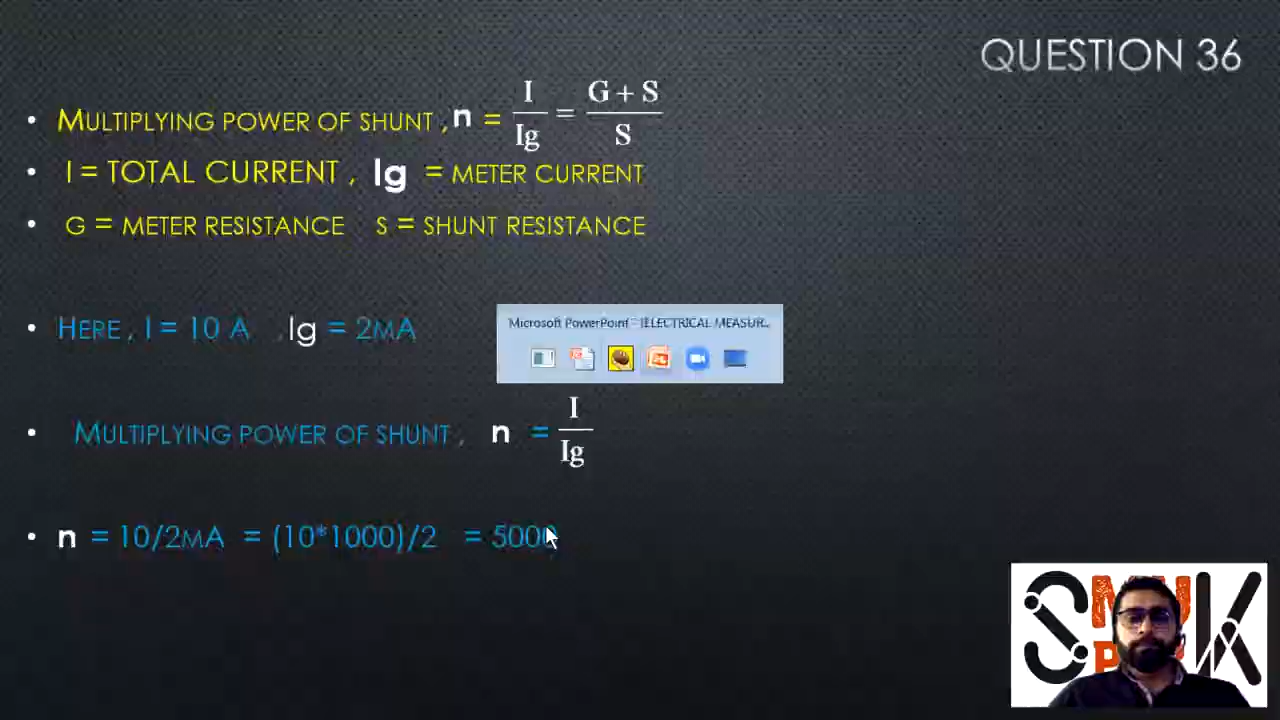 QUESTION 36
• MULTIPLYING POWER OF SHUNT , n = I/Ig = G + S/S
• I = TOTAL CURRENT , Ig = METER CURRENT
• G = METER RESISTANCE S = SHUNT RESISTANCE
• HERE , I = 10 A , Ig = 2MA
Microsoft PowerPoint - [ELECTRICAL MEASUR...
• MULTIPLYING POWER OF SHUNT , n = I/Ig
• n = 10/2MA = (10*1000)/2 = 5000